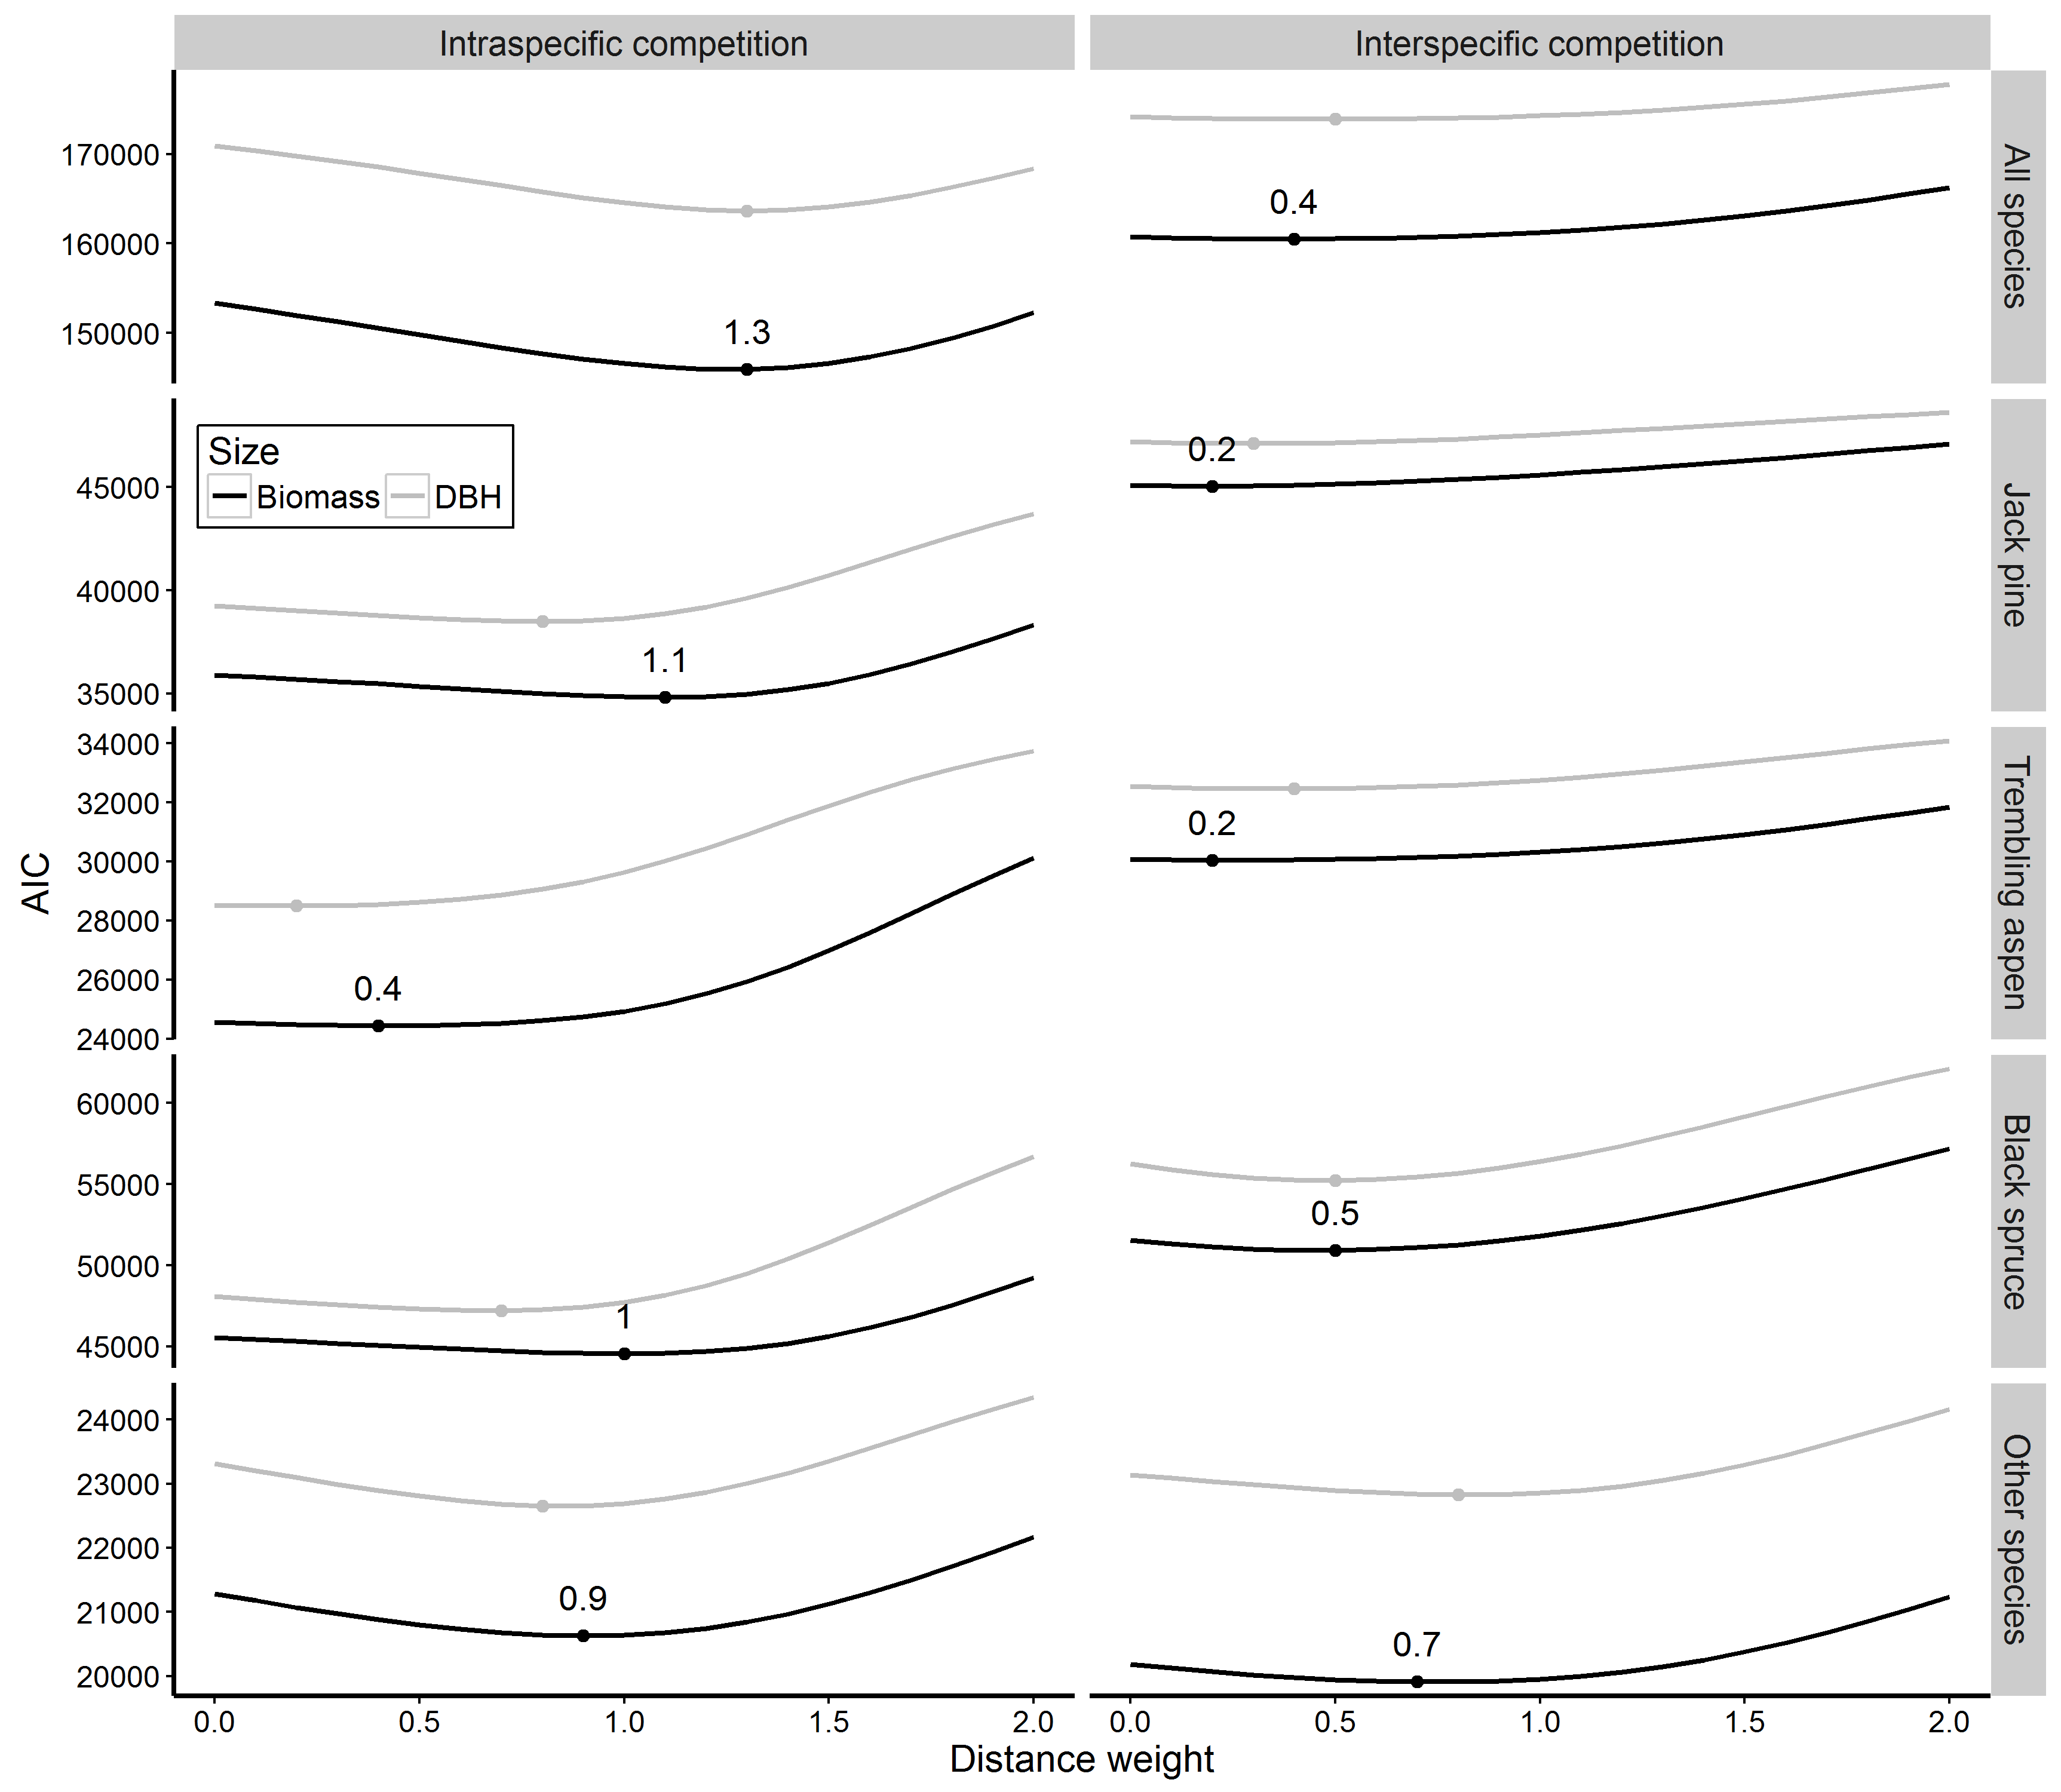 Intraspecific competition
Interspecific competition
170000
160000
150000
1.3
0.4
All species
Size
Biomass DBH
45000
40000
35000
1.1
0.2
Jack pine
34000
32000
30000
28000
26000
24000
0.4
0.2
Trembling aspen
60000
55000
50000
45000
1
0.5
Black spruce
24000
23000
22000
21000
20000
0.9
0.7
Other species
AIC
0.0 0.5 1.0 1.5 2.0
0.0 0.5 1.0 1.5 2.0
Distance weight